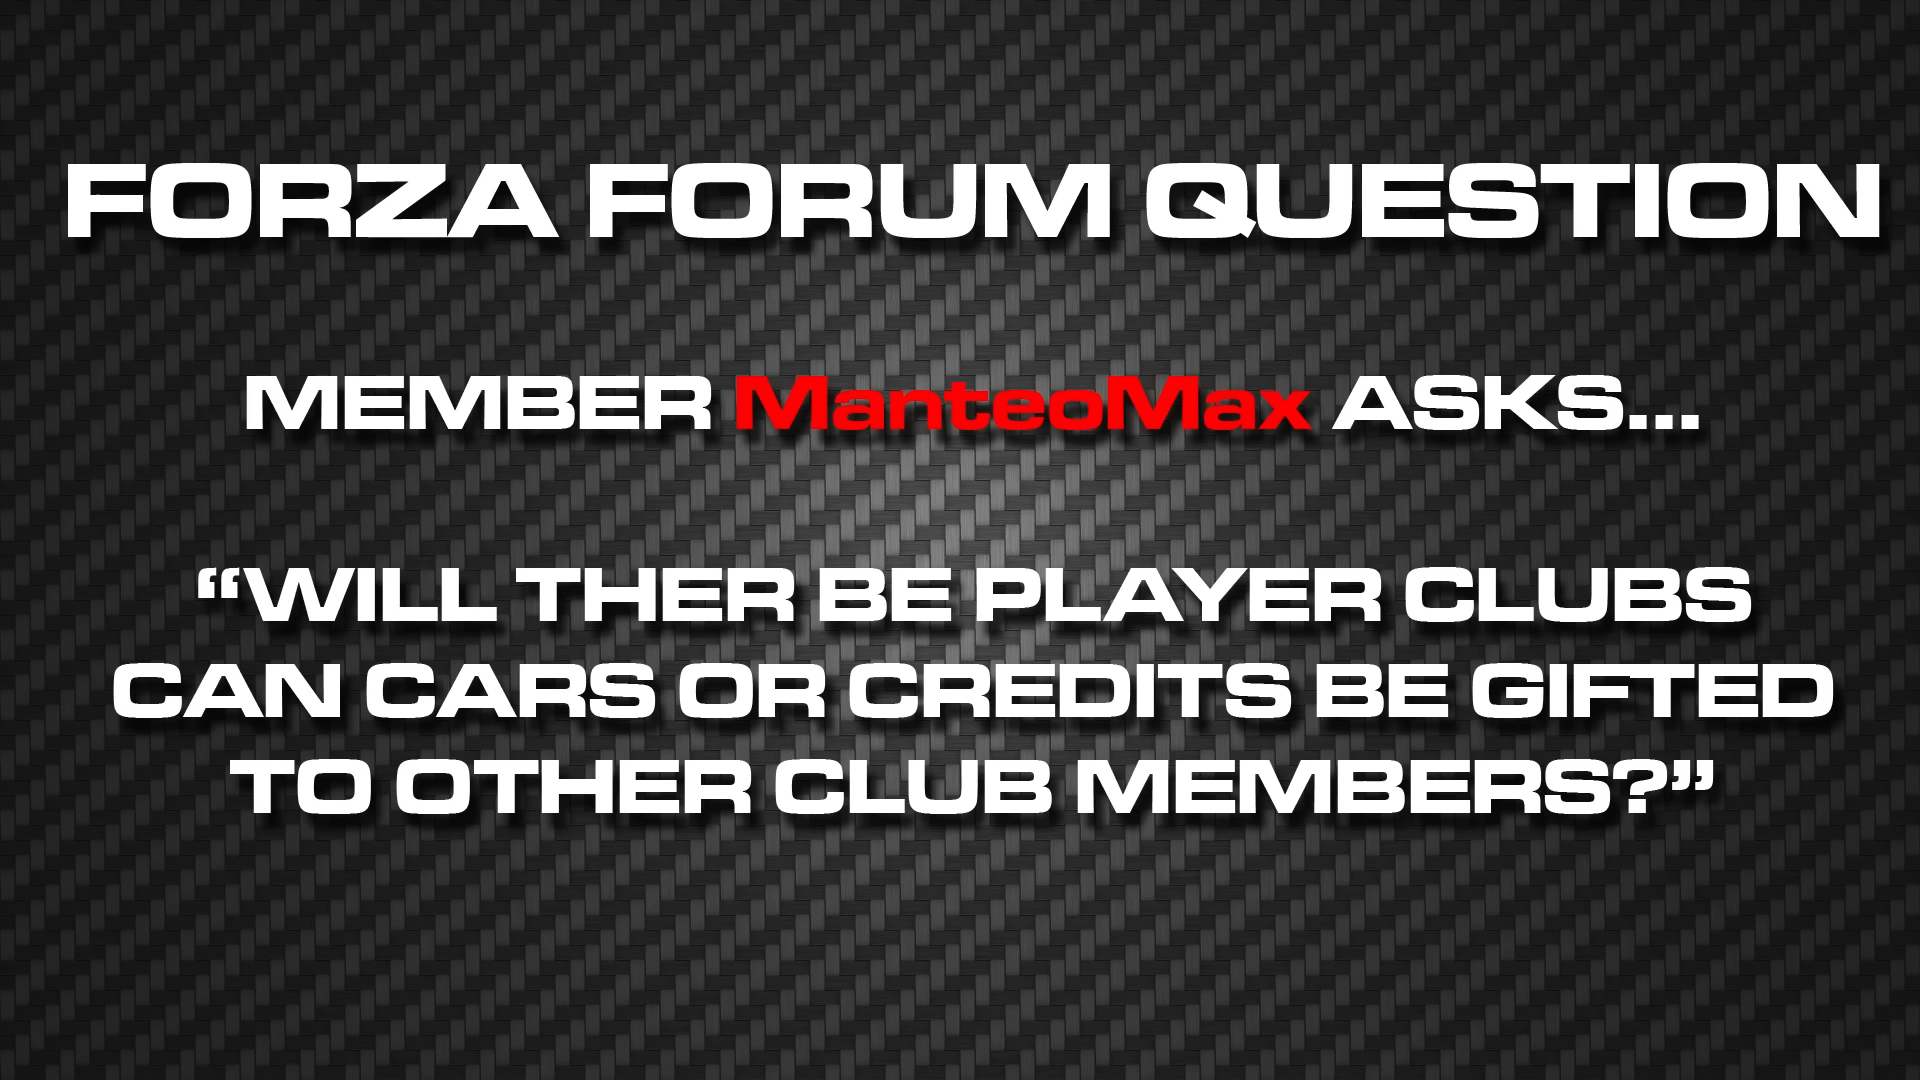 FORZA FORUM QUESTION
MEMBER ManteoMax ASKS...
“WILL THER BE PLAYER CLUBS
CAN CARS OR CREDITS BE GIFTED
TO OTHER CLUB MEMBERS?”